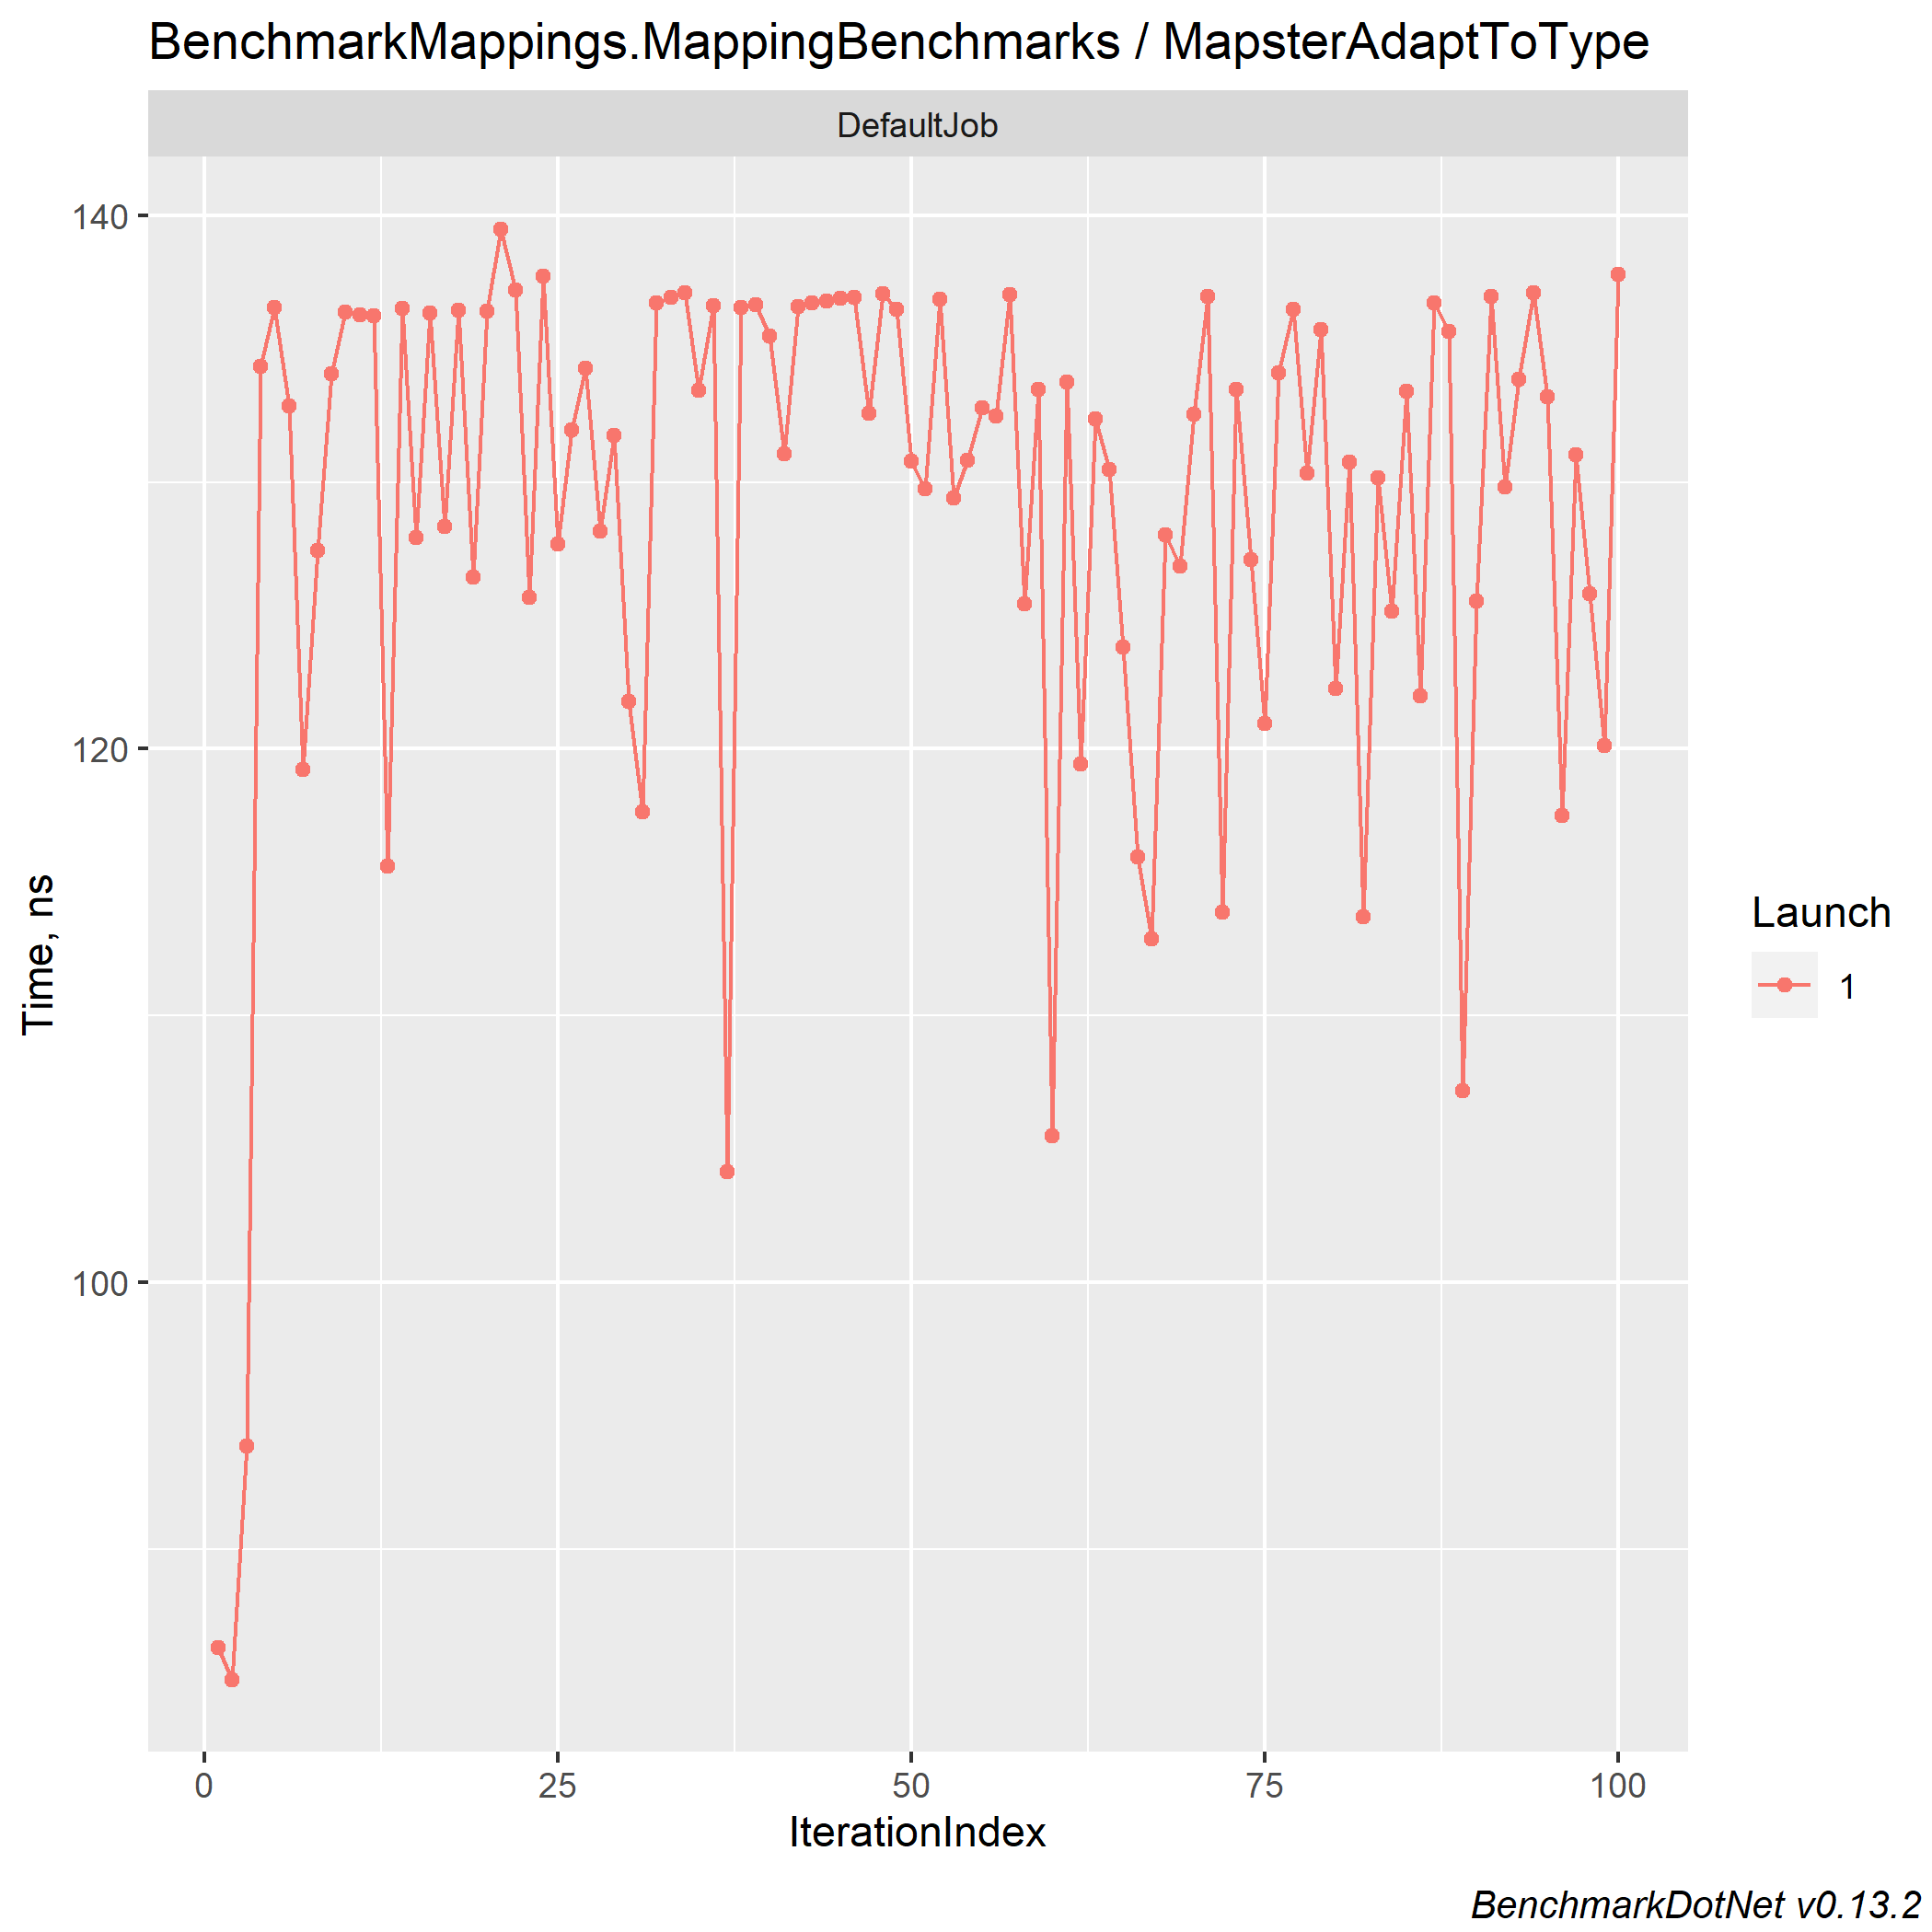 BenchmarkMappings.MappingBenchmarks / MapsterAdaptToType
DefaultJob
140
120
100
Time, ns
0 25 50 75 100
IterationIndex
Launch
1
BenchmarkDotNet v0.13.2